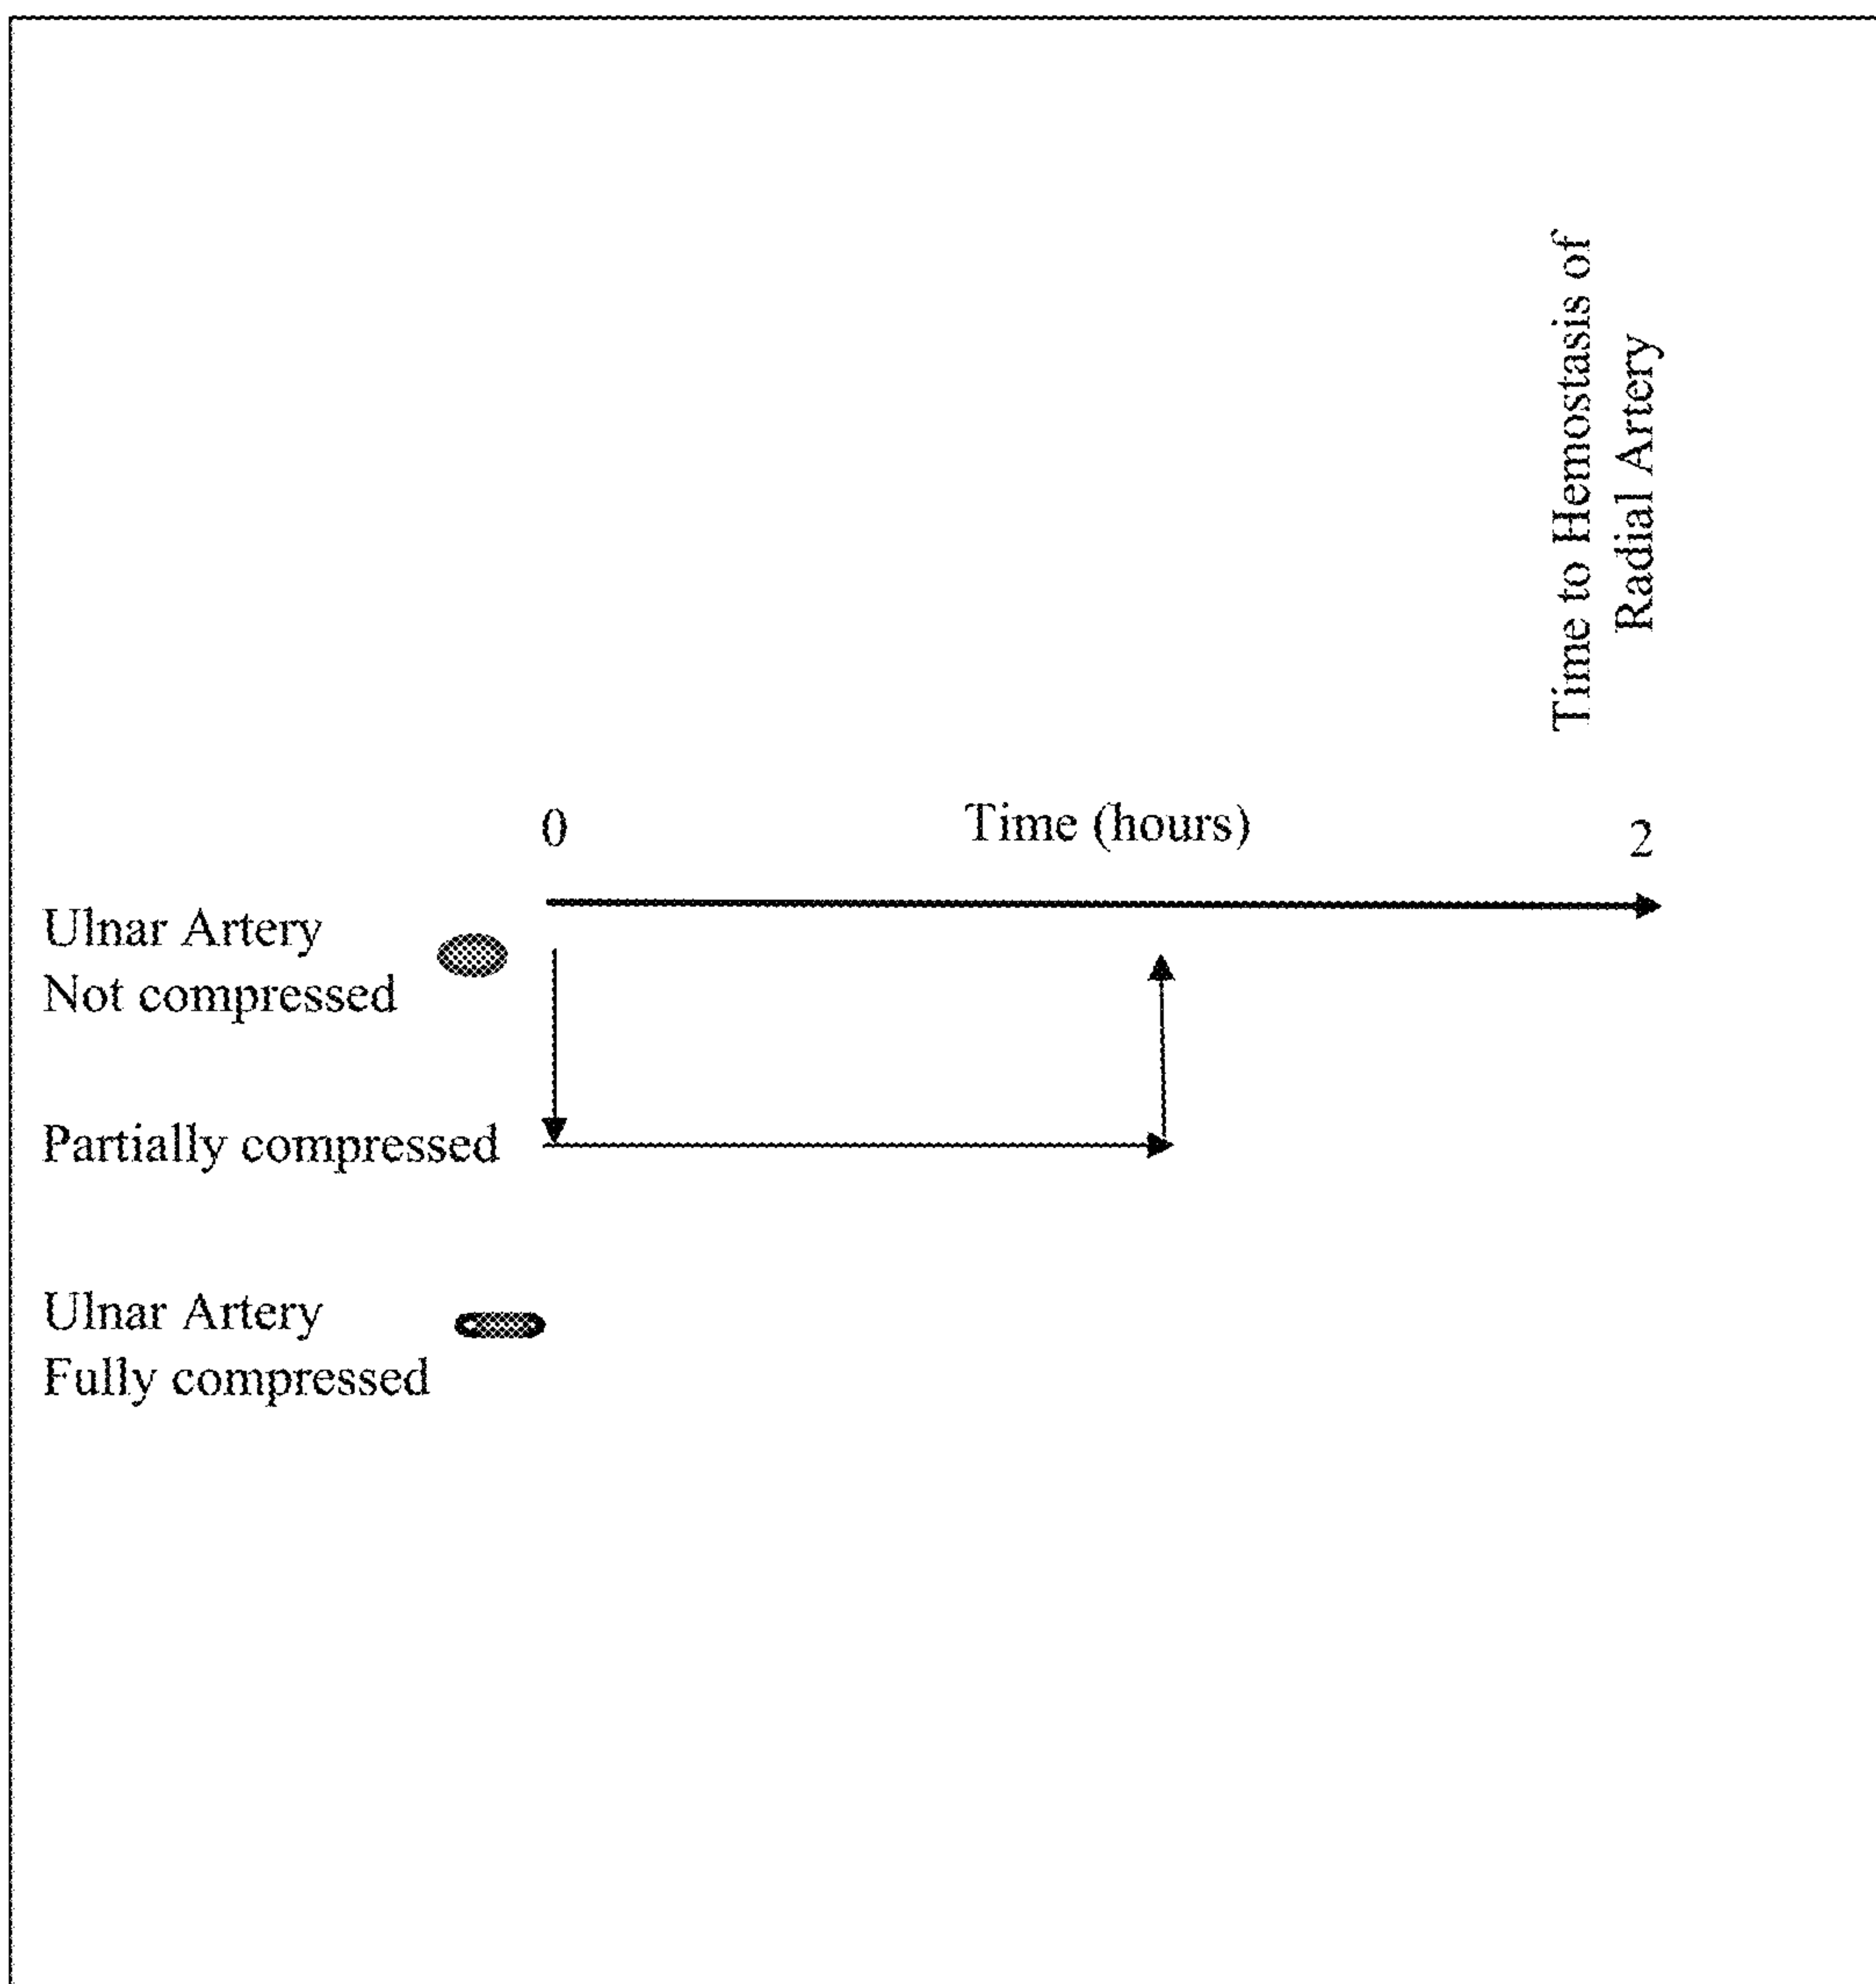 Time to Hemostasis of
Radial Artery
0
Time (hours)
2
Ulnar Artery
Not compressed
Partially compressed
Ulnar Artery
Fully compressed